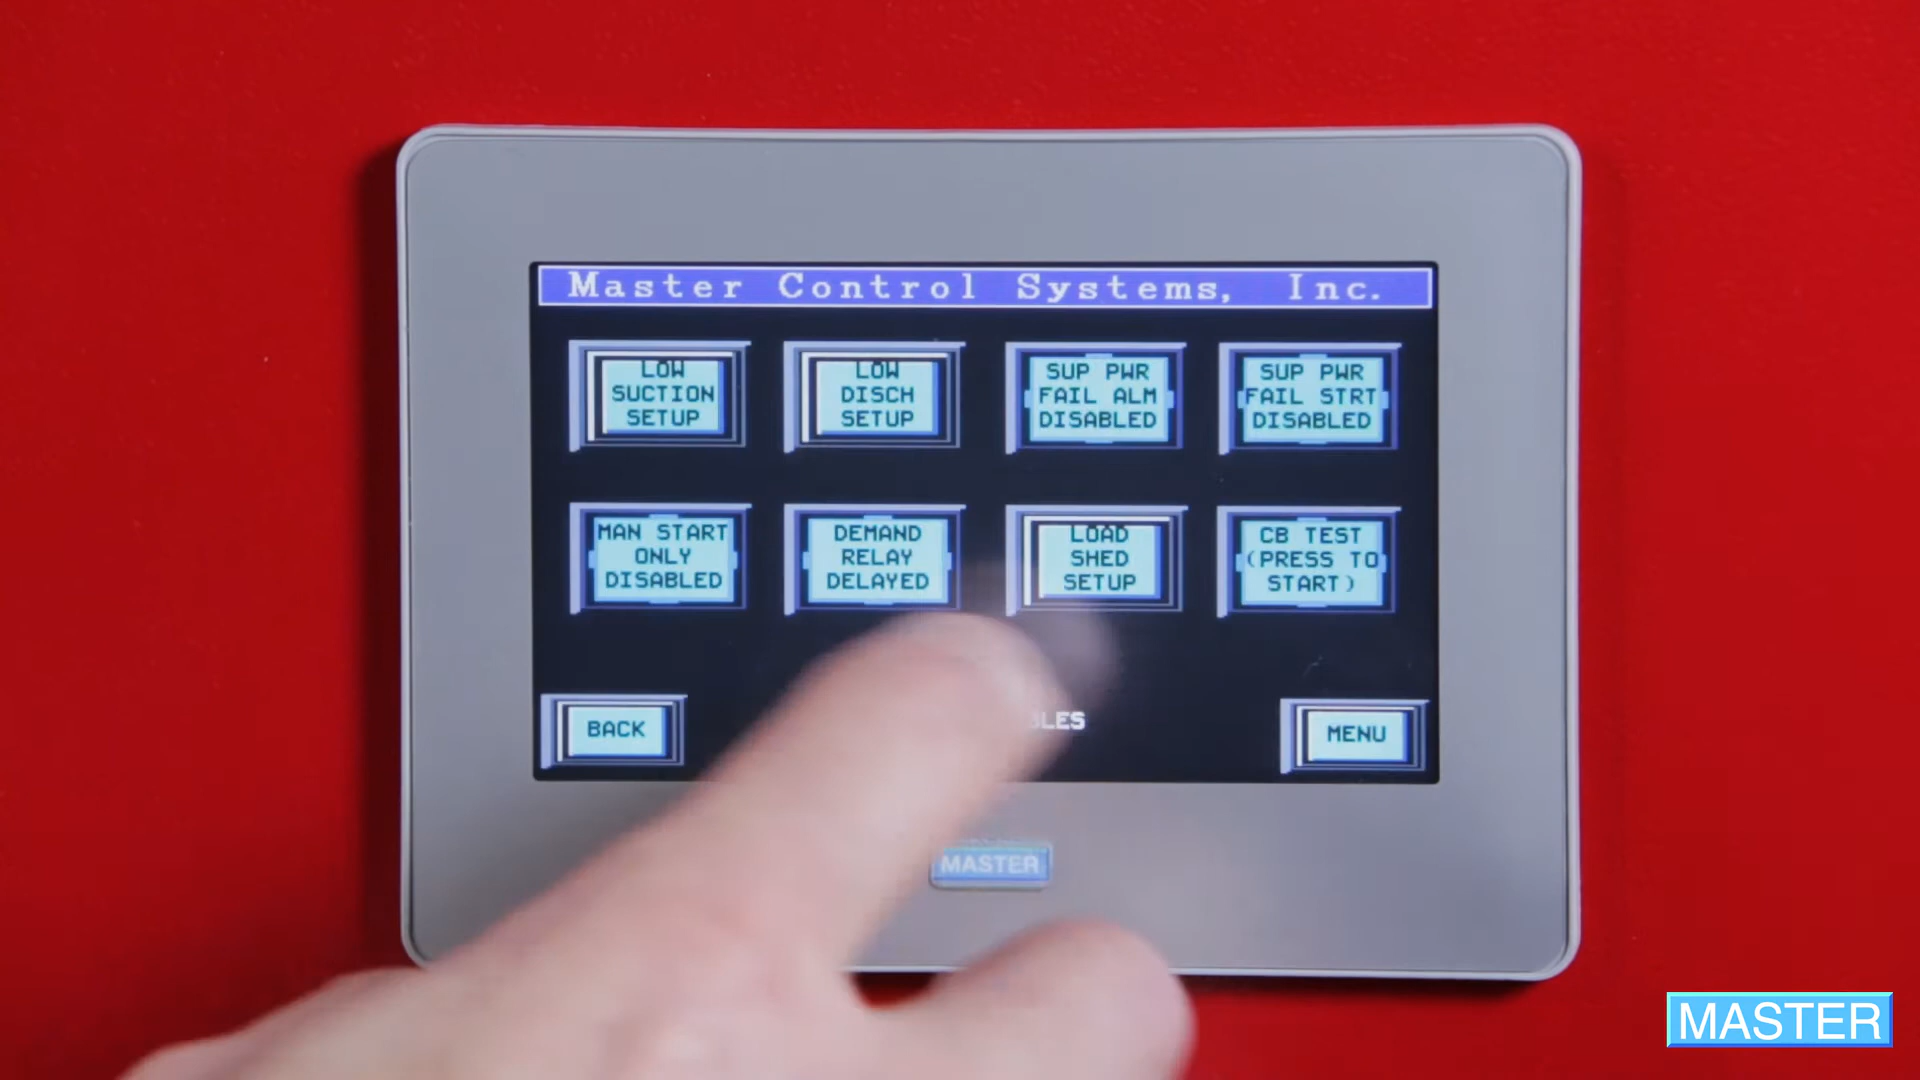 Master Control Systems, Inc.
LOW
SUCTION
SETUP
LOW
DISCH
SETUP
SUP PWR
FAIL ALM
DISABLED
SUP PWR
FAIL STRT
DISABLED
MAN START
ONLY
DISABLED
DEMAND
RELAY
DELAYED
LOAD
SHED
SETUP
CB TEST
(PRESS TO
START)
BACK
MENU
MASTER
MASTER